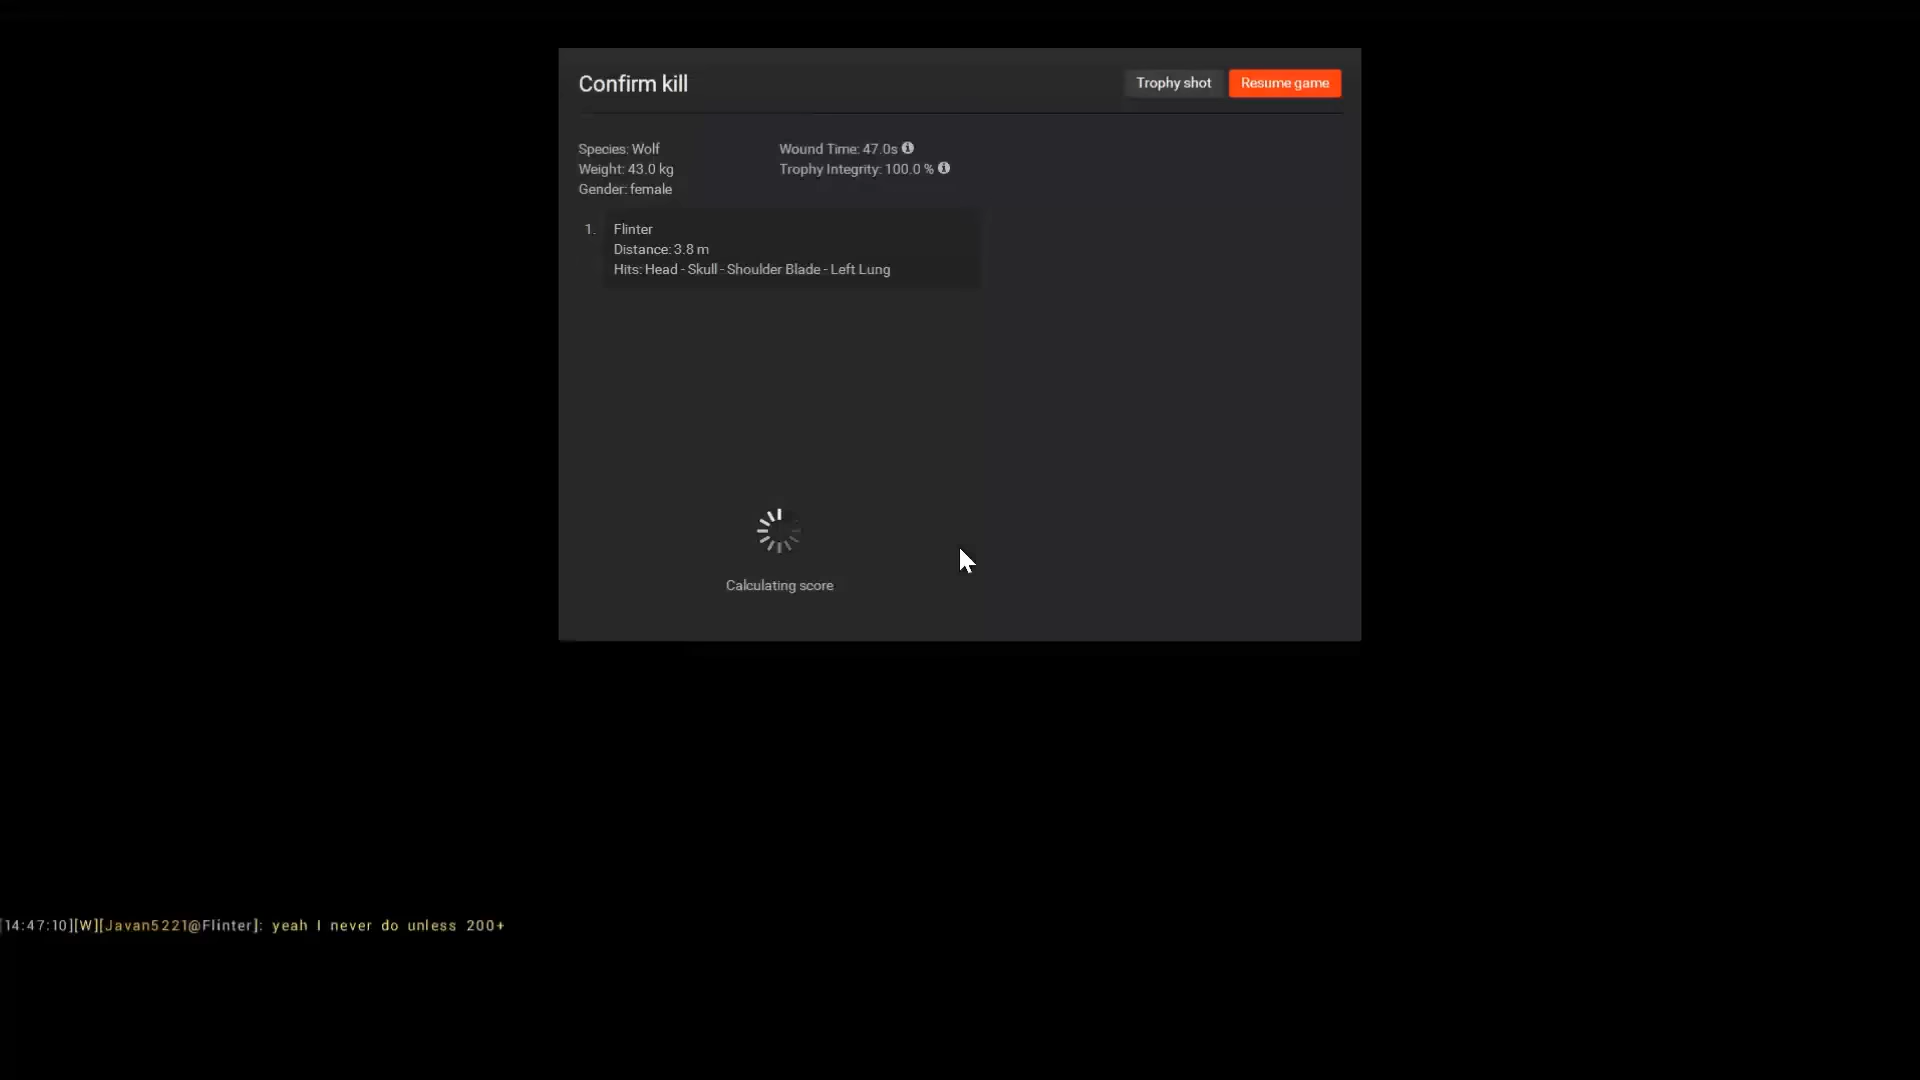 Confirm kill
Trophy shot
Resume game
Species: Wolf
Weight: 43.0 kg
Gender: female
Wound Time: 47.0s
Trophy Integrity: 100.0 %
1.
Flinter
Distance: 3.8 m
Hits: Head - Skull - Shoulder Blade - Left Lung
Calculating score
[14:47:10][W][Javan5221@Flinter]: yeah I never do unless 200+